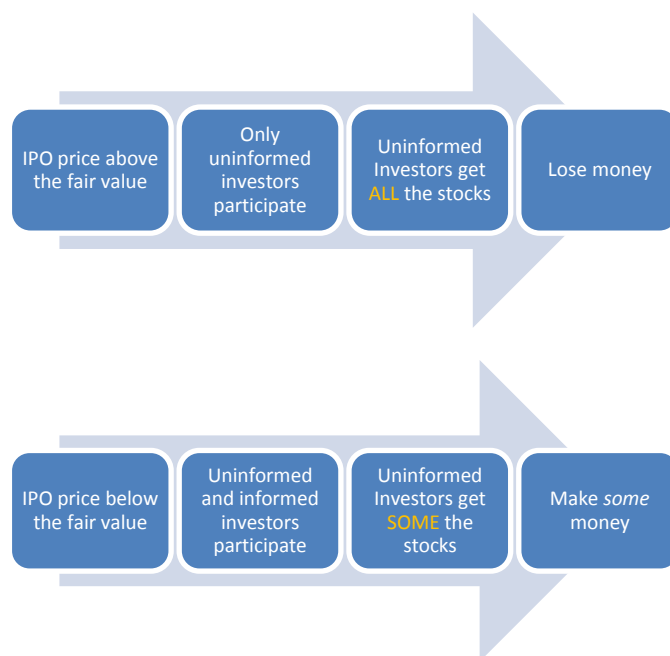 IPO price above
the fair value
Only
uninformed
investors
participate
Uninformed
Investors get
ALL the stocks
Lose money
IPO price below
the fair value
Uninformed
and informed
investors
participate
Uninformed
Investors get
SOME the
stocks
Make some
money